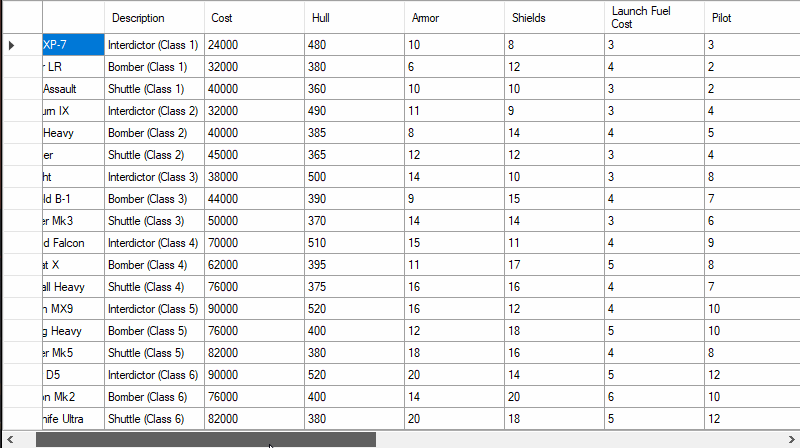 Description Cost Hull Armor Shields Launch Fuel Cost Pilot
XP-7 Interdictor (Class 1) 24000 480 10 8 3 3
r LR Bomber (Class 1) 32000 380 6 12 4 2
Assault Shuttle (Class 1) 40000 360 10 10 3 2
um IX Interdictor (Class 2) 32000 490 11 9 3 4
Heavy Bomber (Class 2) 40000 385 8 14 4 5
er Shuttle (Class 2) 45000 365 12 12 3 4
ht Interdictor (Class 3) 38000 500 14 10 3 8
ld B-1 Bomber (Class 3) 44000 390 9 15 4 7
er Mk3 Shuttle (Class 3) 50000 370 14 14 3 6
d Falcon Interdictor (Class 4) 70000 510 15 11 4 9
at X Bomber (Class 4) 62000 395 11 17 5 8
all Heavy Shuttle (Class 4) 76000 375 16 16 4 7
n MX9 Interdictor (Class 5) 90000 520 16 12 4 10
g Heavy Bomber (Class 5) 76000 400 12 18 5 10
er Mk5 Shuttle (Class 5) 82000 380 18 16 4 8
D5 Interdictor (Class 6) 90000 520 20 14 5 12
on Mk2 Bomber (Class 6) 76000 400 14 20 6 10
nife Ultra Shuttle (Class 6) 82000 380 20 18 5 12